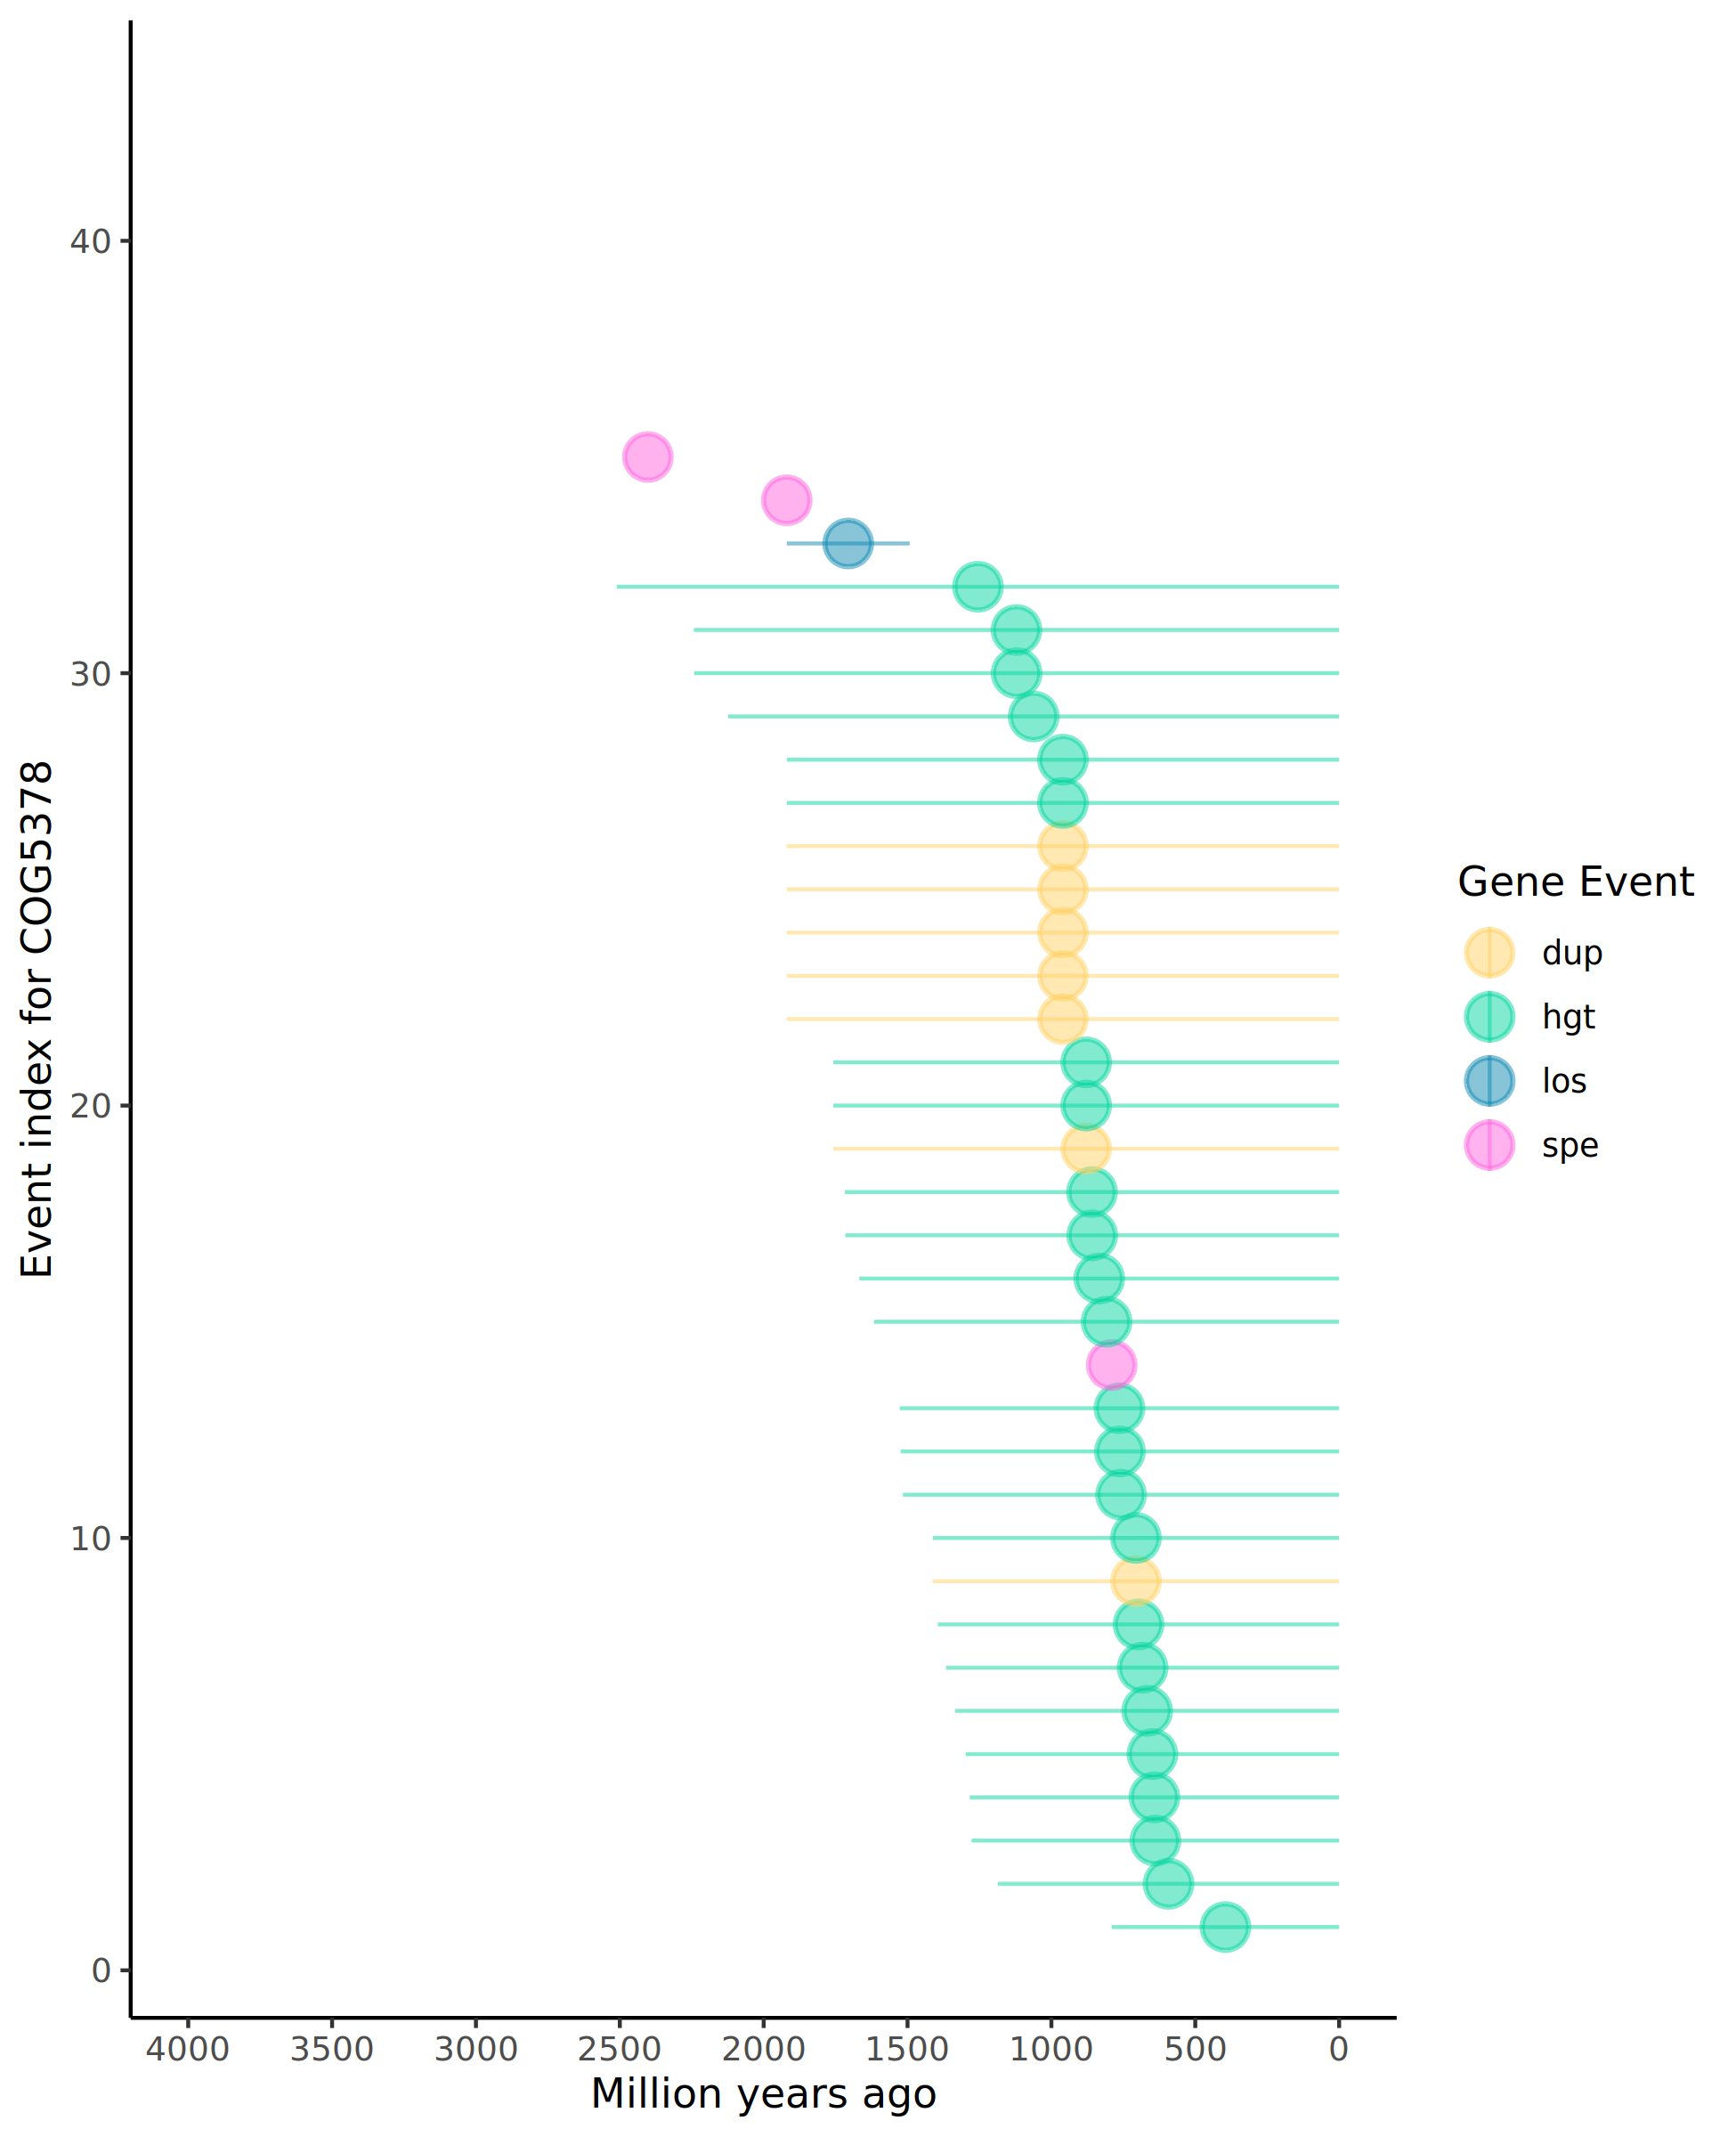 Event index for COG5378
40
30
20
10
0
4000 3500 3000 2500 2000 1500 1000 500 0
Million years ago
Gene Event
dup
hgt
los
spe